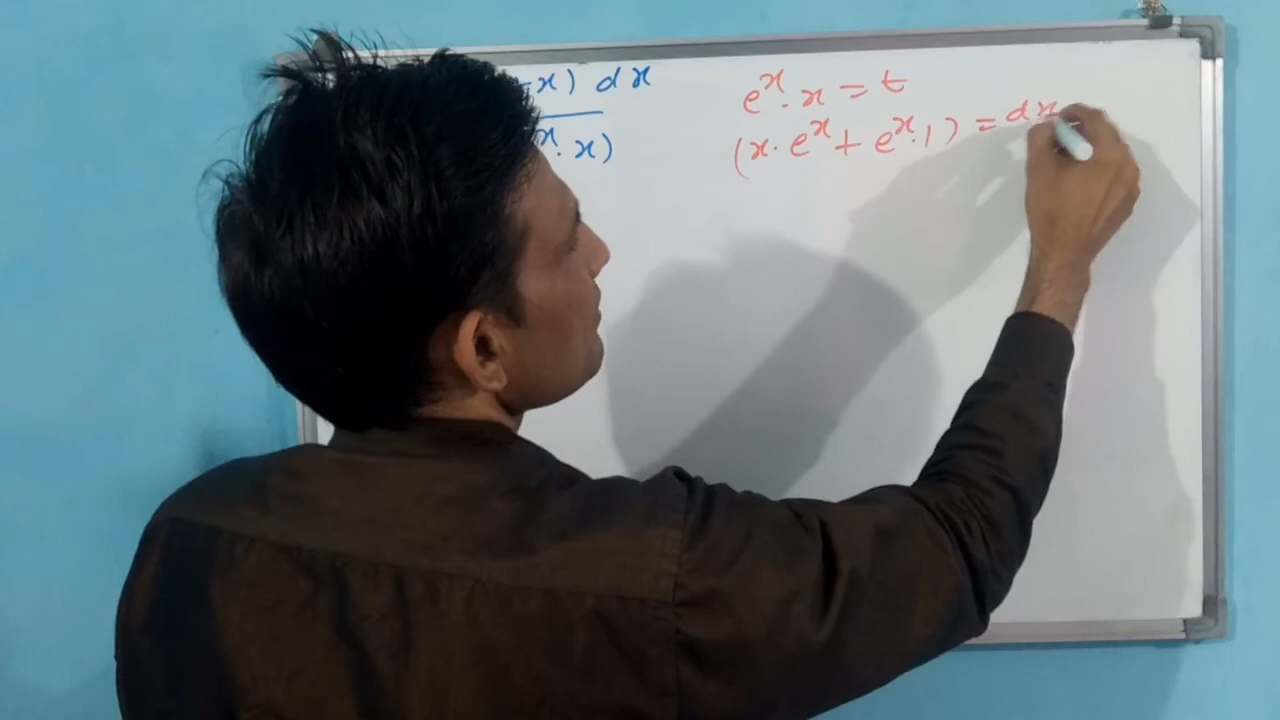 x) dx
x · x)
eˣ · x = t
(x · eˣ + eˣ · 1) = dx